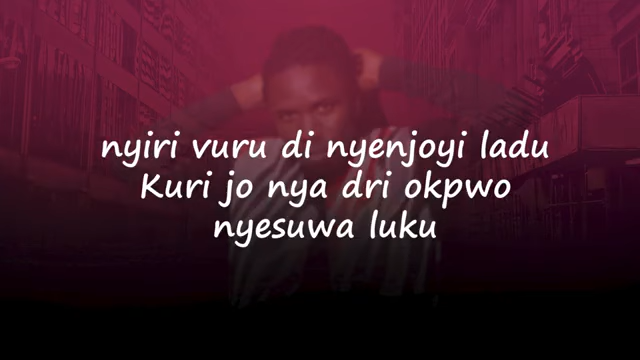 nyiri vuru di nyenjoyi ladu
Kuri jo nya dri okpwo
nyesuwa luku